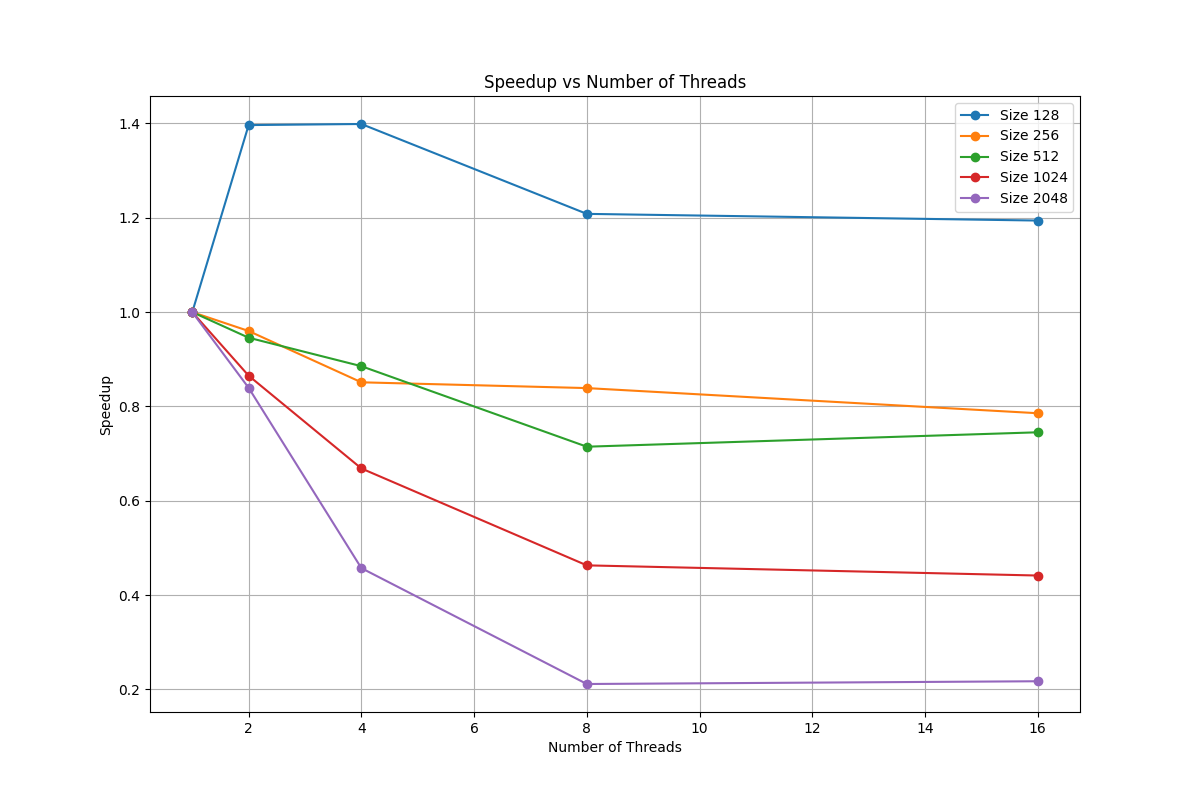 Speedup vs Number of Threads
Size 128
Size 256
Size 512
Size 1024
Size 2048
Speedup
1.4
1.2
1.0
0.8
0.6
0.4
0.2
2 4 6 8 10 12 14 16
Number of Threads